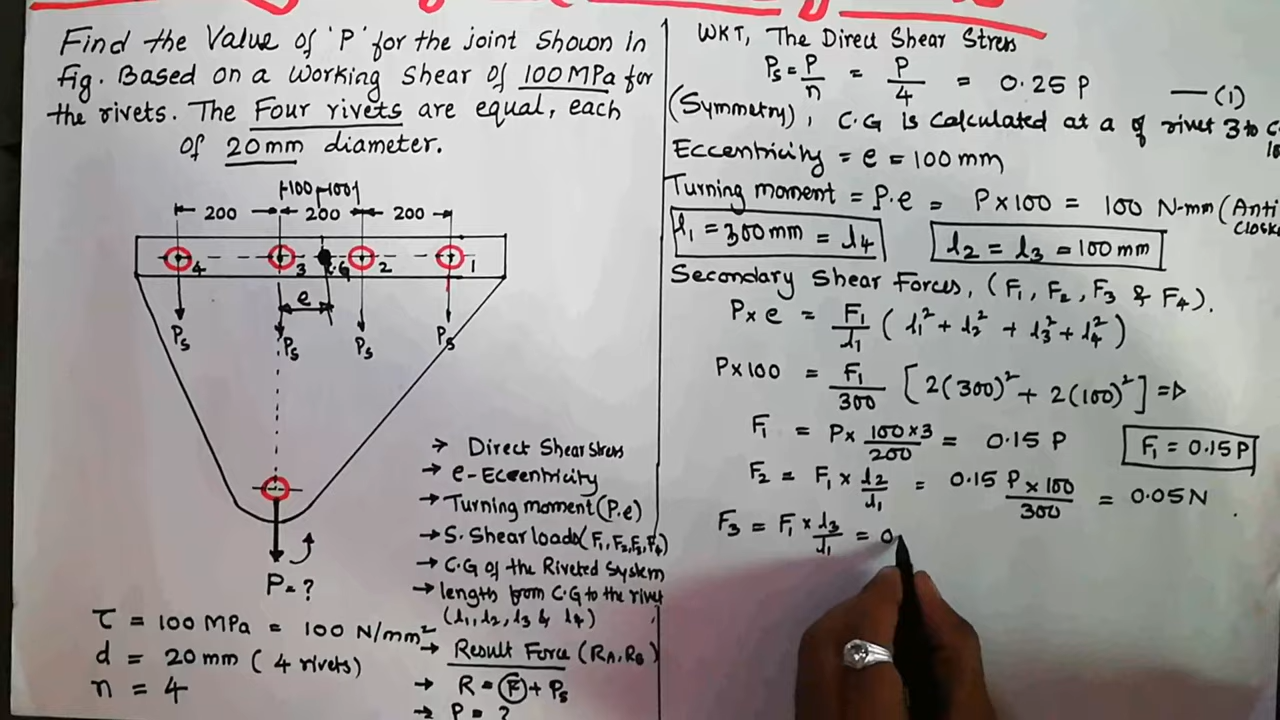 Find the Value of 'P' for the joint Shown in
fig. Based on a Working Shear of 100 MPa for
the rivets. The Four rivets are equal, each
of 20mm diameter.
100 100
200 200 200
4 3 C.G 2 1
e
Ps Ps Ps Ps
P = ?
τ = 100 MPa = 100 N/mm²
d = 20mm (4 rivets)
n = 4
→ Direct Shear Stress
→ e - Eccentricity
→ Turning moment (P.e)
→ S. Shear loads (F1, F2, F3, F4)
→ C.G of the Riveted System
→ length from C.G to the rivet
(l1, l2, l3 & l4)
→ Result Force (RA, RB)
→ R = F + Ps
→ P = ?
WKT, The Direct Shear Stress
Ps = P/n = P/4 = 0.25 P — (1)
(Symmetry), C.G is Calculated at a of rivet 3 to
Eccentricity = e = 100 mm
Turning moment = P.e = P x 100 = 100 N-mm (Anti
Clock
l1 = 300mm = l4
l2 = l3 = 100 mm
Secondary Shear Forces, (F1, F2, F3 & F4).
P x e = F1/l1 (l1² + l2² + l3² + l4²)
P x 100 = F1/300 [2(300)² + 2(100)²] ⇒
F1 = P x 100 x 3/200 = 0.15 P
F1 = 0.15 P
F2 = F1 x l2/l1 = 0.15 P x 100/300 = 0.05 N
F3 = F1 x l3/l1 = 0